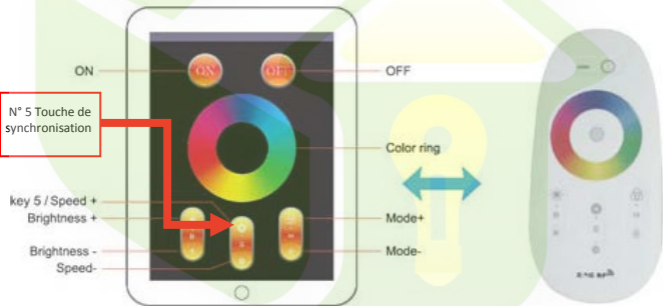 ON
ON
OFF
OFF
N° 5 Touche de
synchronisation
Color ring
key 5 / Speed +
Brightness +
Mode+
Brightness -
Mode-
Speed-